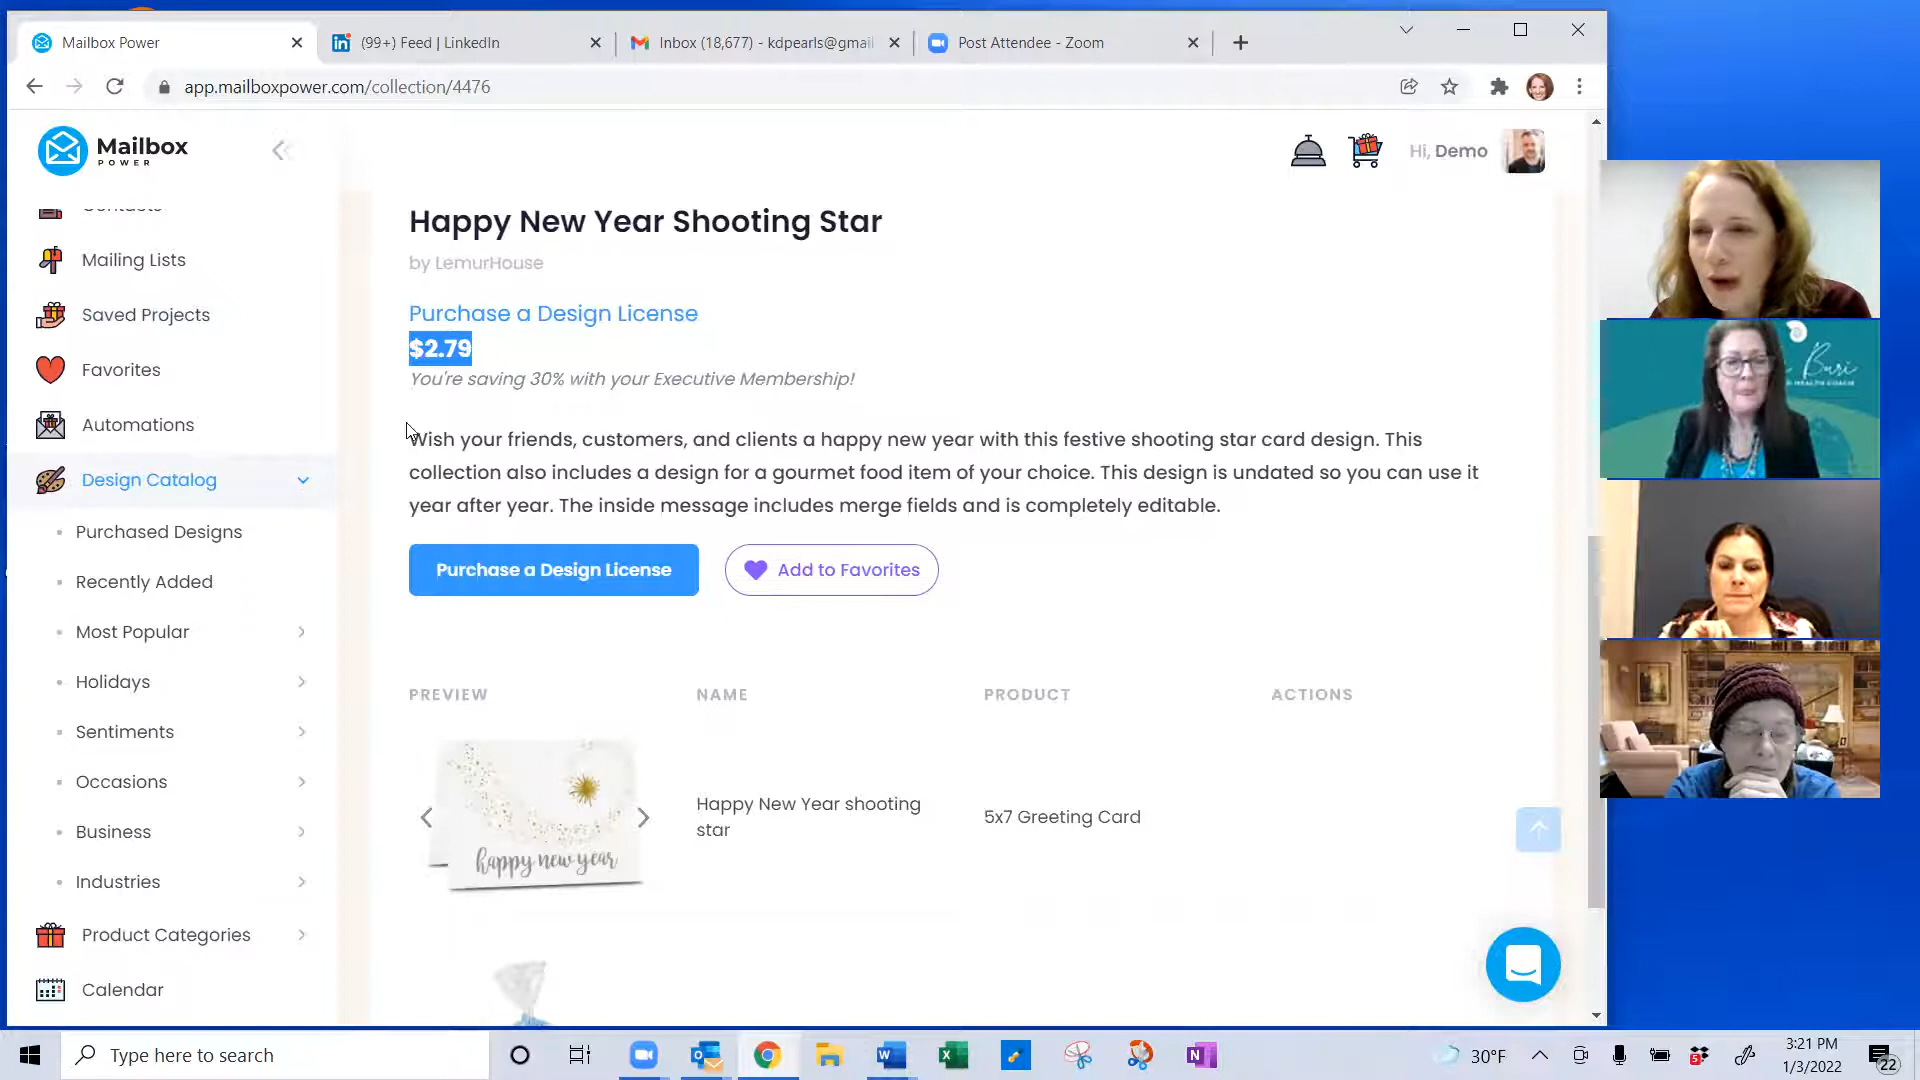 Mailbox Power
(99+) Feed | LinkedIn
Inbox (18,677) - kdpearls@gmail
Post Attendee - Zoom
app.mailboxpower.com/collection/4476
Mailbox
POWER
Hi, Demo
Contacts
Mailing Lists
Saved Projects
Favorites
Automations
Design Catalog
Purchased Designs
Recently Added
Most Popular
Holidays
Sentiments
Occasions
Business
Industries
Product Categories
Calendar
Happy New Year Shooting Star
by LemurHouse
Purchase a Design License
$2.79
You're saving 30% with your Executive Membership!
Wish your friends, customers, and clients a happy new year with this festive shooting star card design. This
collection also includes a design for a gourmet food item of your choice. This design is undated so you can use it
year after year. The inside message includes merge fields and is completely editable.
Purchase a Design License
Add to Favorites
PREVIEW
NAME
PRODUCT
ACTIONS
happy new year
Happy New Year shooting
star
5x7 Greeting Card
Buri
HEALTH COACH
Type here to search
30°F
3:21 PM
1/3/2022
22